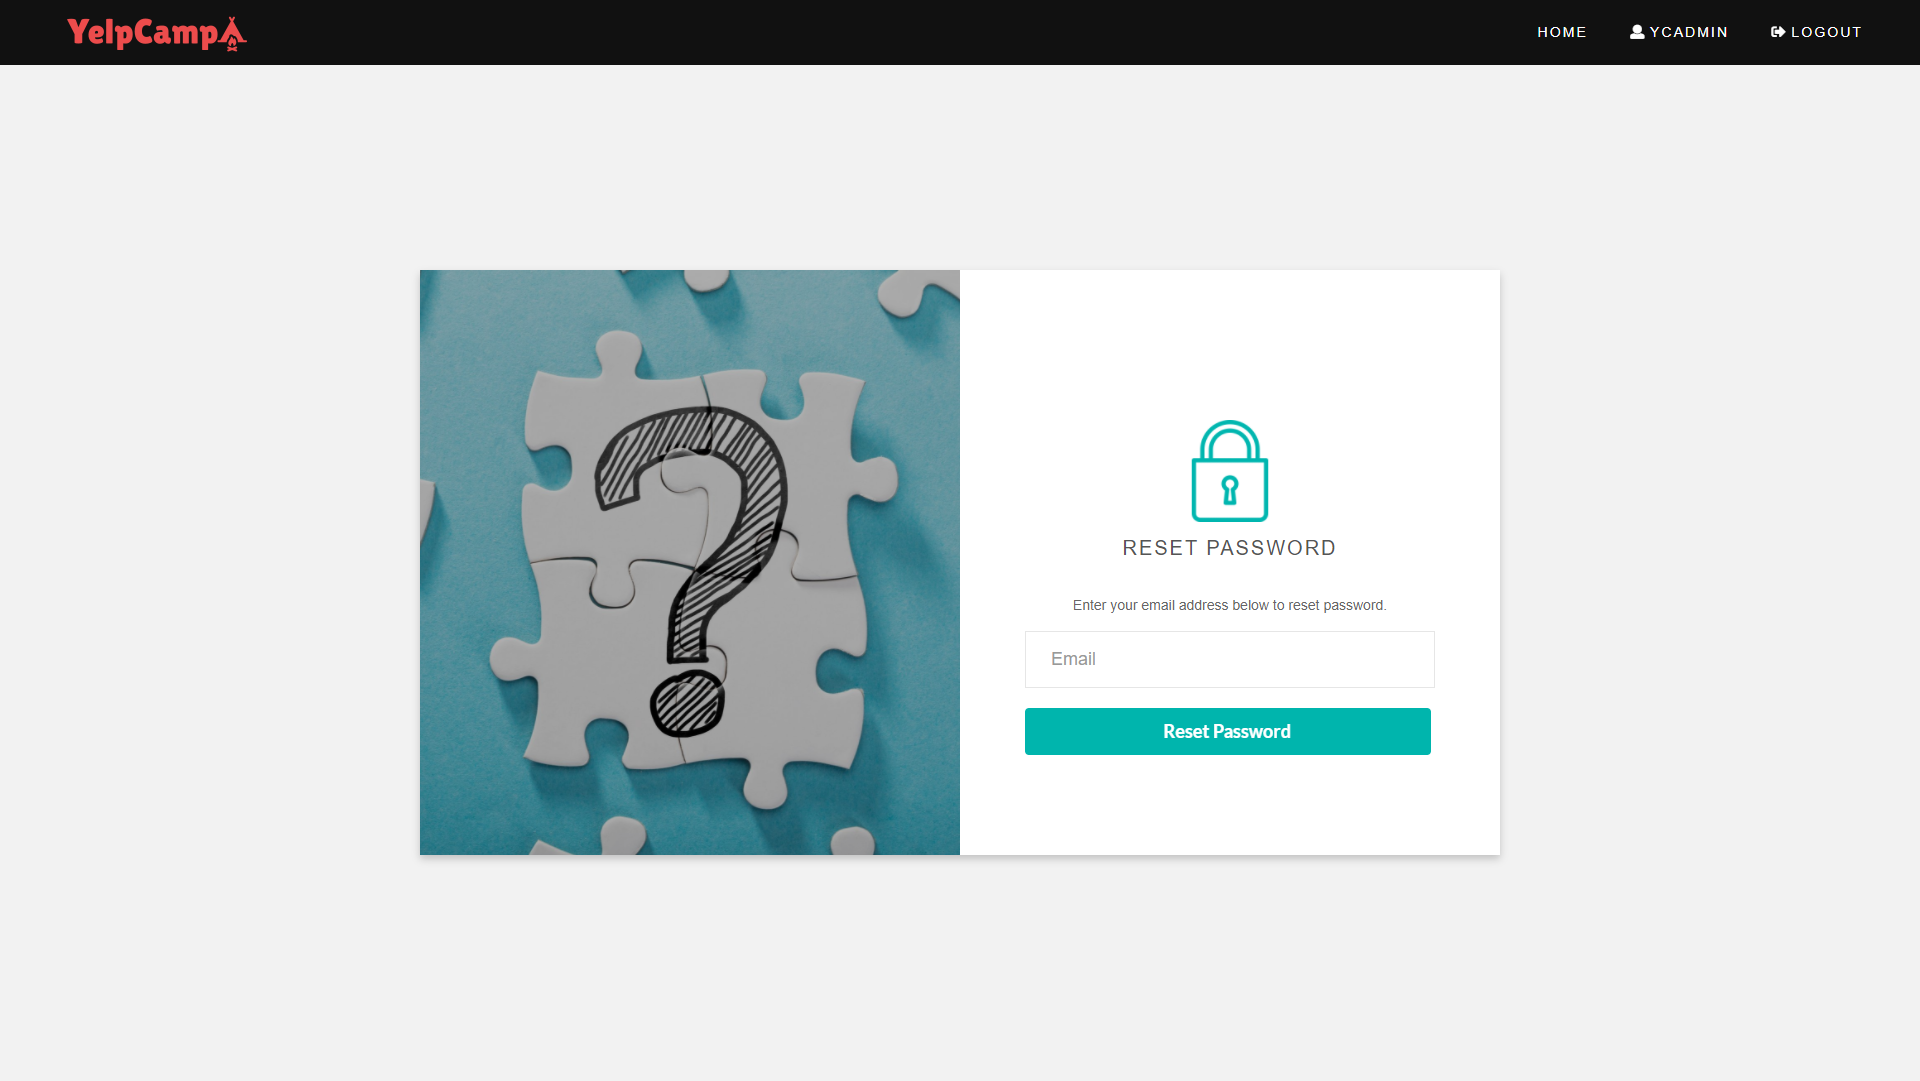 YelpCamp
HOME
YCADMIN
LOGOUT
?
RESET PASSWORD
Enter your email address below to reset password.
Email
Reset Password